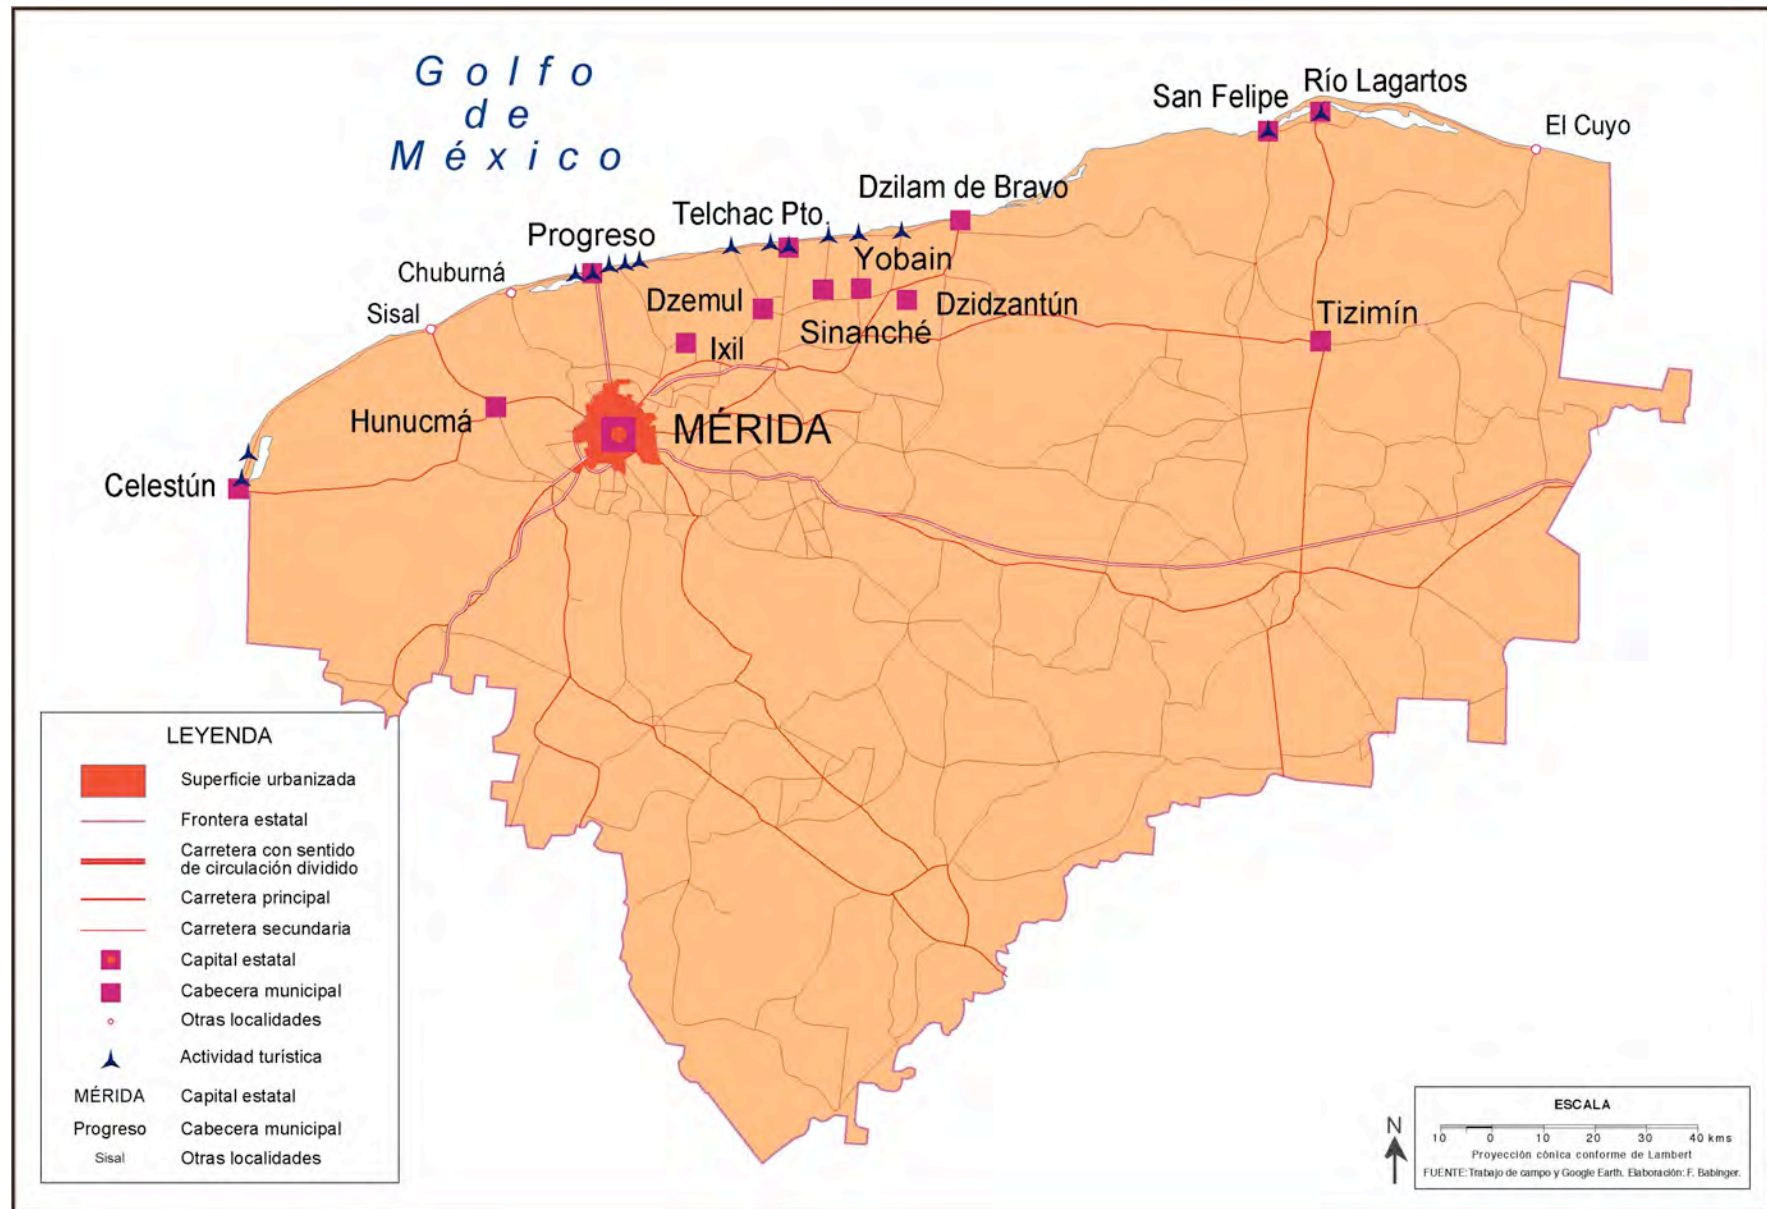 G o l f o
d e
M é x i c o
San Felipe
Río Lagartos
El Cuyo
Dzilam de Bravo
Telchac Pto.
Progreso
Chuburná
Sisal
Yobain
Dzemul
Dzidzantún
Sinanché
Ixil
Tizimín
Hunucmá
MÉRIDA
Celestún
LEYENDA
Superficie urbanizada
Frontera estatal
Carretera con sentido
de circulación dividido
Carretera principal
Carretera secundaria
Capital estatal
Cabecera municipal
Otras localidades
Actividad turística
MÉRIDA Capital estatal
Progreso Cabecera municipal
Sisal Otras localidades
N
ESCALA
10 0 10 20 30 40 kms
Proyección cónica conforme de Lambert
FUENTE: Trabajo de campo y Google Earth. Elaboración: F. Babinger.